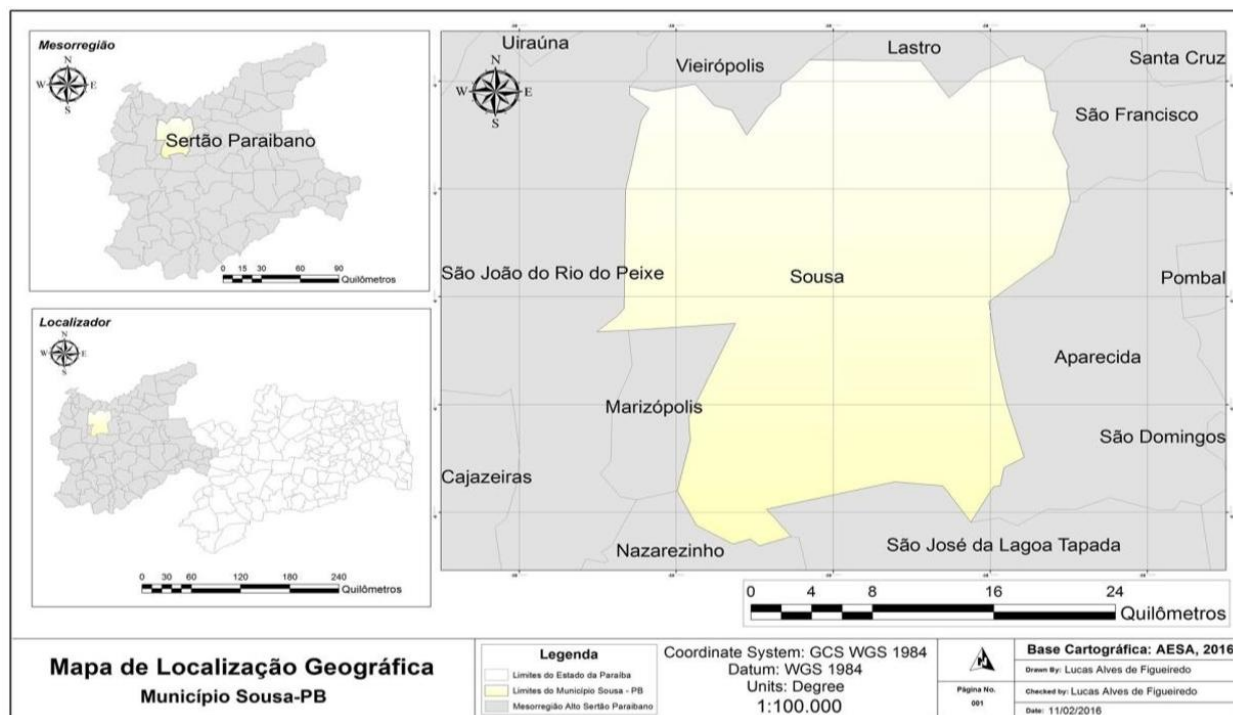 Mesorregião
N
W E
S
Sertão Paraibano
0 15 30 60 90
Quilômetros
Localizador
N
W E
S
0 30 60 120 180 240
Quilômetros
Uiraúna
Vieirópolis
Lastro
Santa Cruz
N
W E
S
São Francisco
São João do Rio do Peixe
Sousa
Pombal
Aparecida
Marizópolis
São Domingos
Cajazeiras
Nazarezinho
São José da Lagoa Tapada
0 4 8 16 24
Quilômetros
Mapa de Localização Geográfica
Município Sousa-PB
Legenda
Limites do Estado da Paraíba
Limites do Município Sousa - PB
Mesorregião Alto Sertão Paraibano
Coordinate System: GCS WGS 1984
Datum: WGS 1984
Units: Degree
1:100.000
Página No.
001
Base Cartográfica: AESA, 2016
Drawn By: Lucas Alves de Figueiredo
Checked by: Lucas Alves de Figueiredo
Date: 11/02/2016